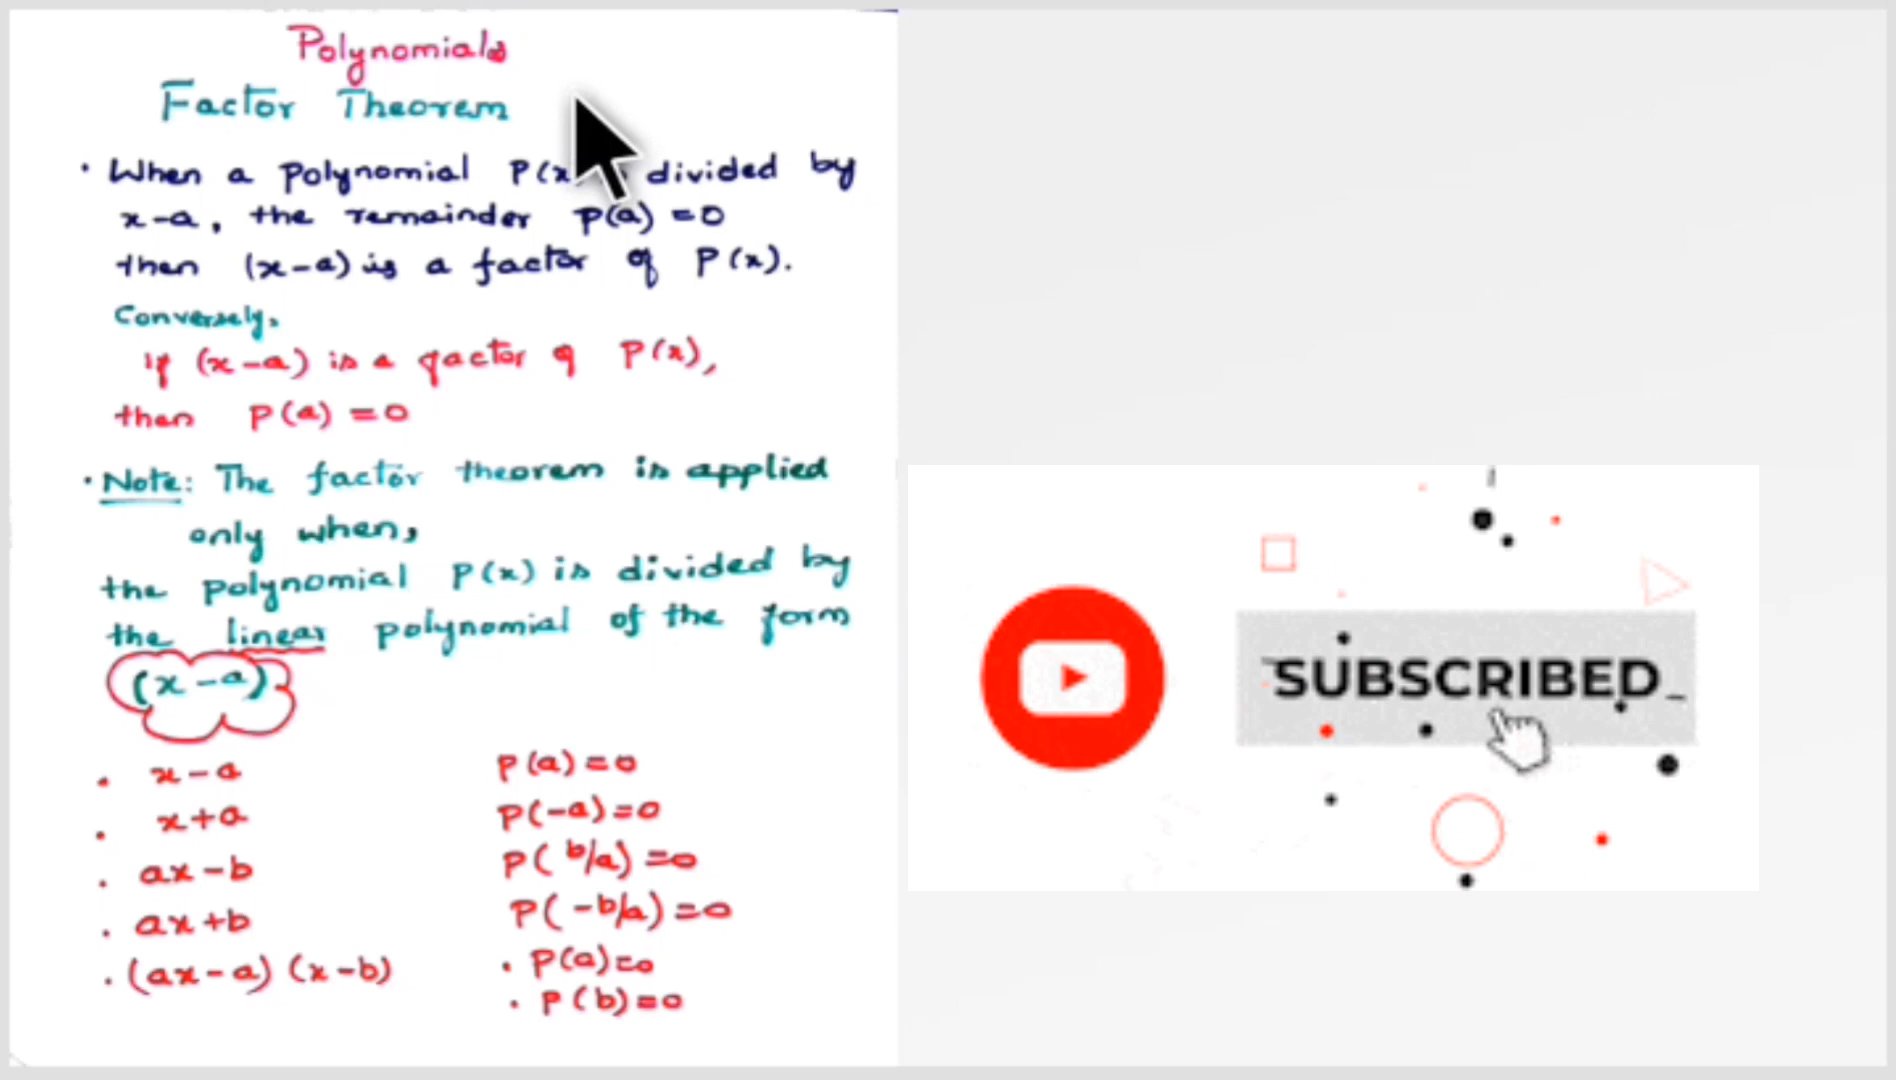 Polynomials
Factor Theorem
· When a polynomial P(x divided by
x-a, the remainder P(a) =0
then (x-a) is a factor of P(x).
Conversely,
If (x-a) is a factor of P(x),
then P(a) =0
· Note: The factor theorem is applied
only when,
the polynomial P(x) is divided by
the linear polynomial of the form
(x-a)
· x-a P(a)=0
· x+a P(-a)=0
· ax-b P(b/a)=0
· ax+b P(-b/a)=0
· (ax-a) (x-b) · P(a)=0
· P(b)=0
SUBSCRIBED